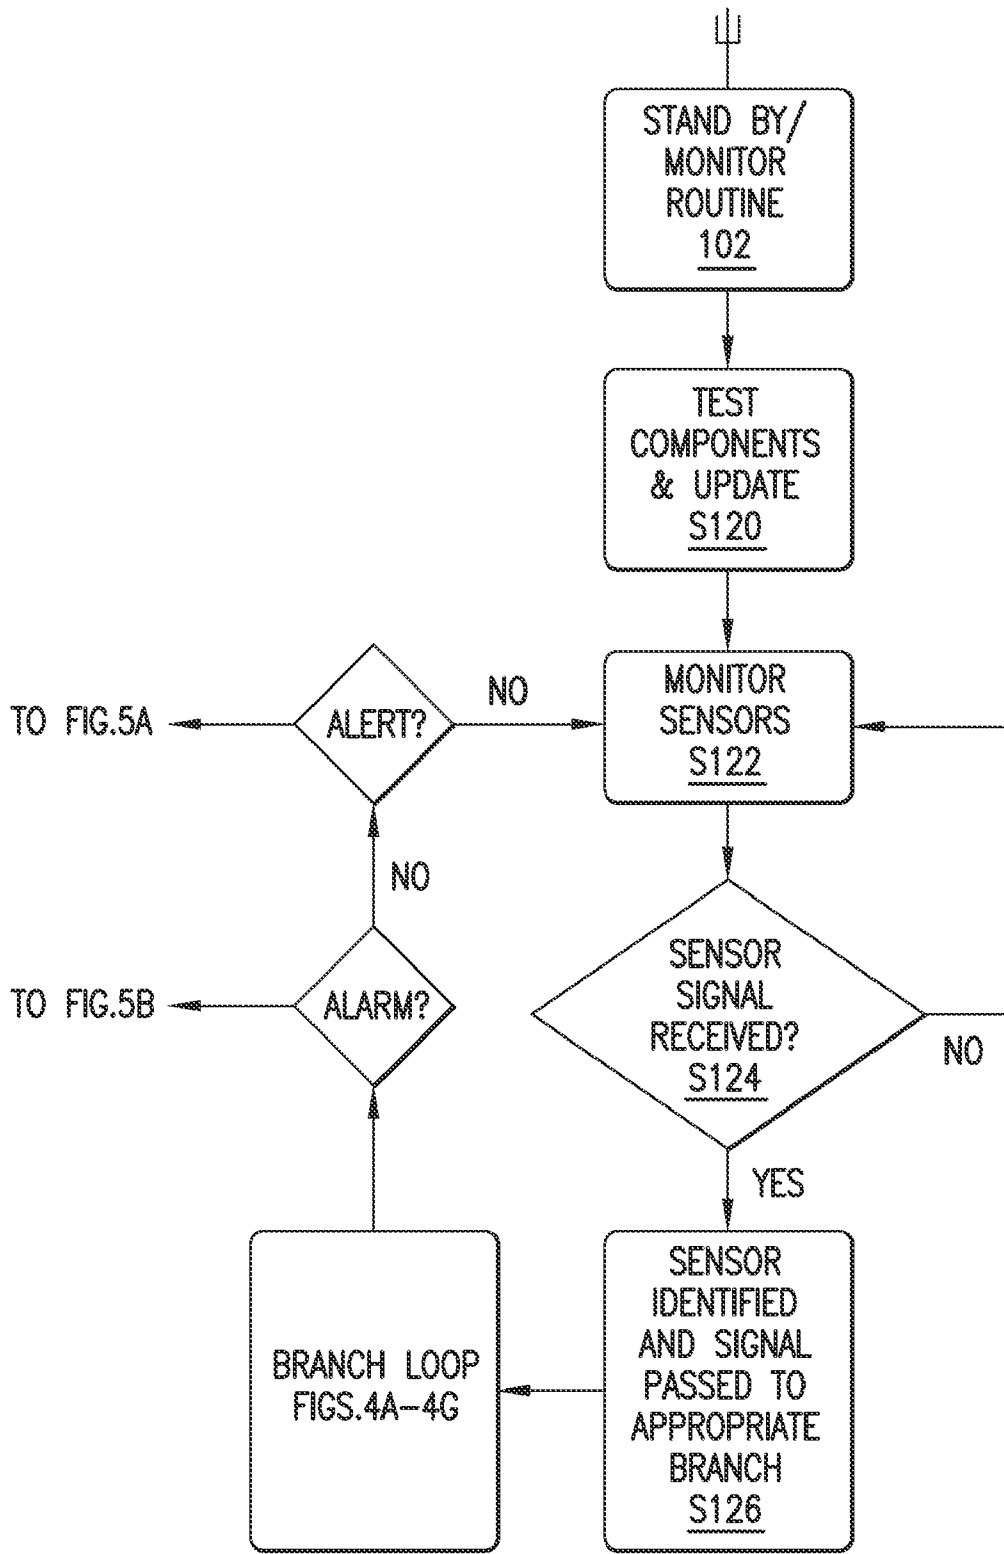 STAND BY/
MONITOR
ROUTINE
102
TEST
COMPONENTS
& UPDATE
S120
MONITOR
SENSORS
S122
NO
ALERT?
TO FIG.5A
NO
ALARM?
TO FIG.5B
SENSOR
SIGNAL
RECEIVED?
S124
NO
YES
SENSOR
IDENTIFIED
AND SIGNAL
PASSED TO
APPROPRIATE
BRANCH
S126
BRANCH LOOP
FIGS.4A-4G